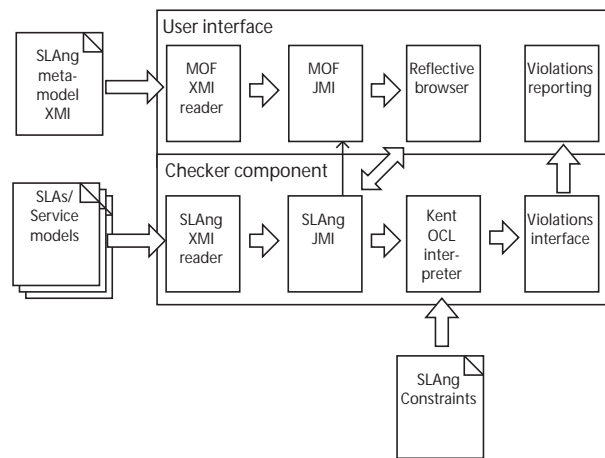 User interface
SLAng
meta-
model
XMI
MOF
XMI
reader
MOF
JMI
Reflective
browser
Violations
reporting
Checker component
SLAs/
Service
models
SLAng
XMI
reader
SLAng
JMI
Kent
OCL
inter-
preter
Violations
interface
SLAng
Constraints